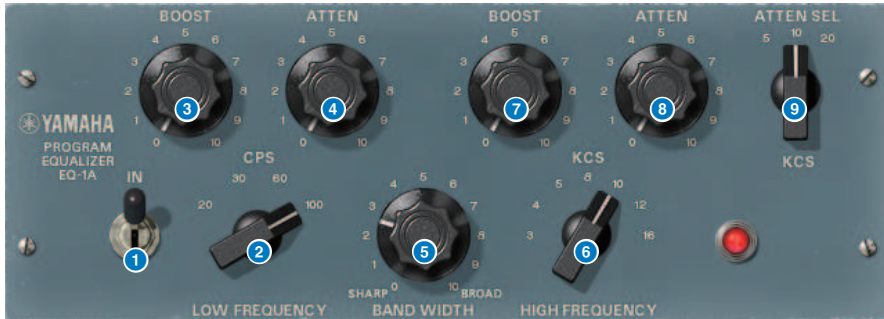 BOOST ATTEN BOOST ATTEN ATTEN SEL
0 1 2 3 4 5 6 7 8 9 10
0 1 2 3 4 5 6 7 8 9 10
0 1 2 3 4 5 6 7 8 9 10
0 1 2 3 4 5 6 7 8 9 10
5 10 20
3 4 7 8 9
YAMAHA
PROGRAM
EQUALIZER
EQ-1A
CPS KCS KCS
IN
20 30 60 100
0 1 2 3 4 5 6 7 8 9 10
3 4 5 8 10 12 16
1 2 5 6
SHARP BROAD
LOW FREQUENCY BAND WIDTH HIGH FREQUENCY